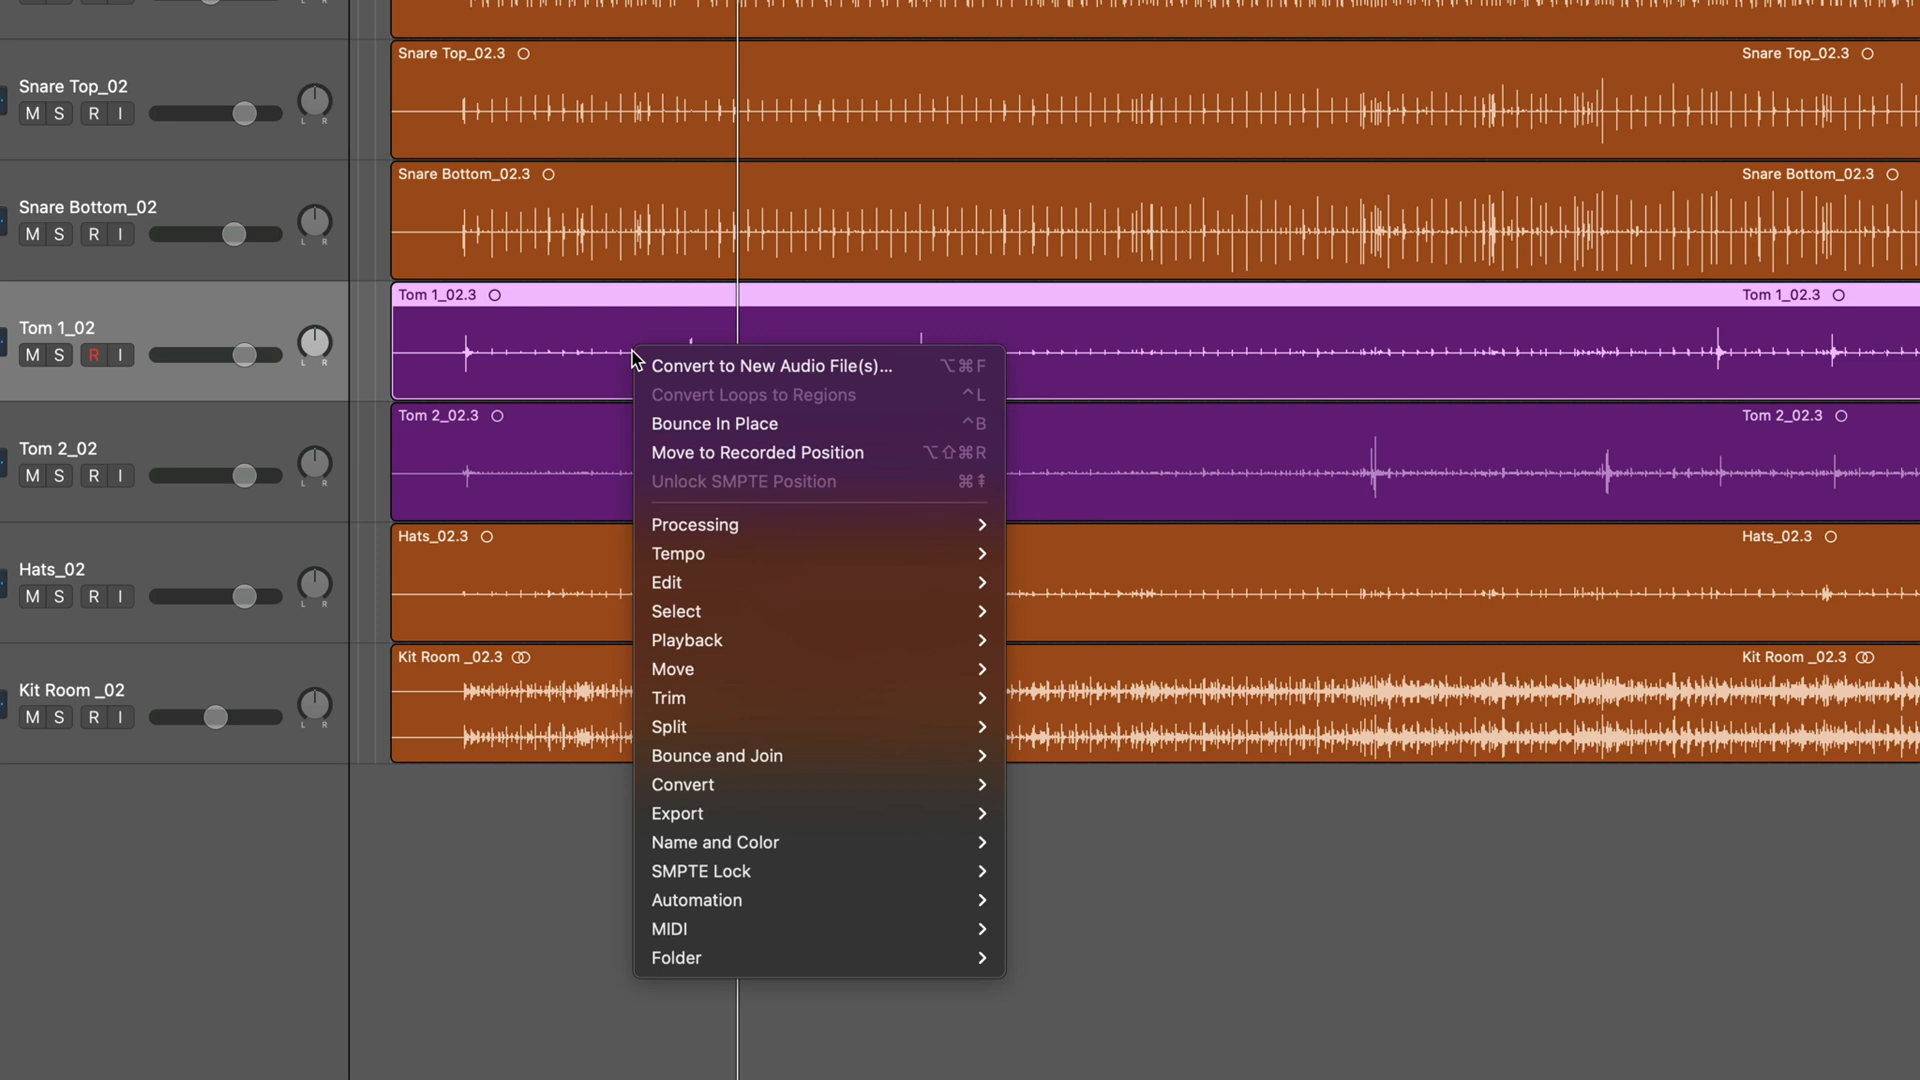 Snare Top_02.3
Snare Top_02.3
Snare Top_02
M S R I
L R
Snare Bottom_02.3
Snare Bottom_02.3
Snare Bottom_02
M S R I
L R
Tom 1_02.3
Tom 1_02.3
Tom 1_02
M S R I
L R
Tom 2_02.3
Tom 2_02.3
Tom 2_02
M S R I
L R
Hats_02.3
Hats_02.3
Hats_02
M S R I
L R
Kit Room _02.3
Kit Room _02.3
Kit Room _02
M S R I
L R
Convert to New Audio File(s)... ⌥⌘F
Convert Loops to Regions ^L
Bounce In Place ^B
Move to Recorded Position ⌥⇧⌘R
Unlock SMPTE Position ⌘⇞
Processing
Tempo
Edit
Select
Playback
Move
Trim
Split
Bounce and Join
Convert
Export
Name and Color
SMPTE Lock
Automation
MIDI
Folder